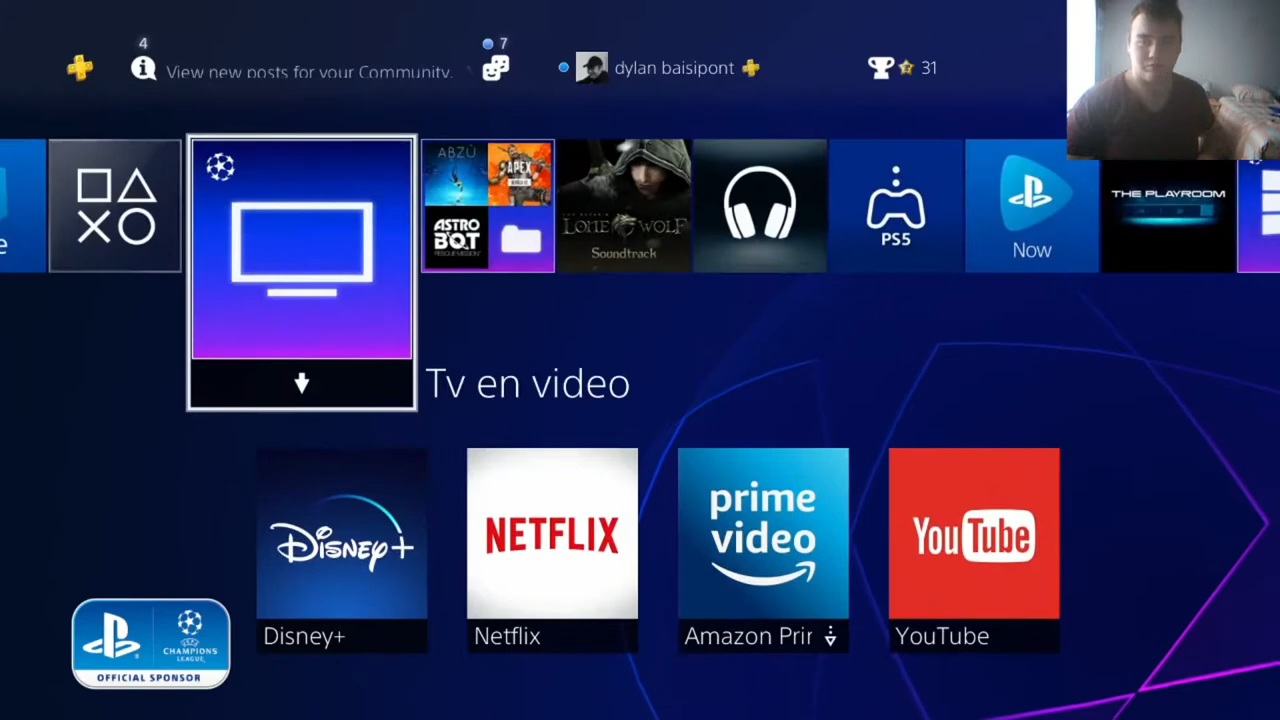 4
View new posts for your Community.
7
dylan baisipont
31
e
ABZÛ
APEX
ASTRO
BOT
RESCUE MISSION
LONE WOLF
Soundtrack
PS5
Now
THE PLAYROOM
Tv en video
Disney+
NETFLIX
prime
video
YouTube
Disney+
Netflix
Amazon Prir
YouTube
CHAMPIONS
LEAGUE
OFFICIAL SPONSOR